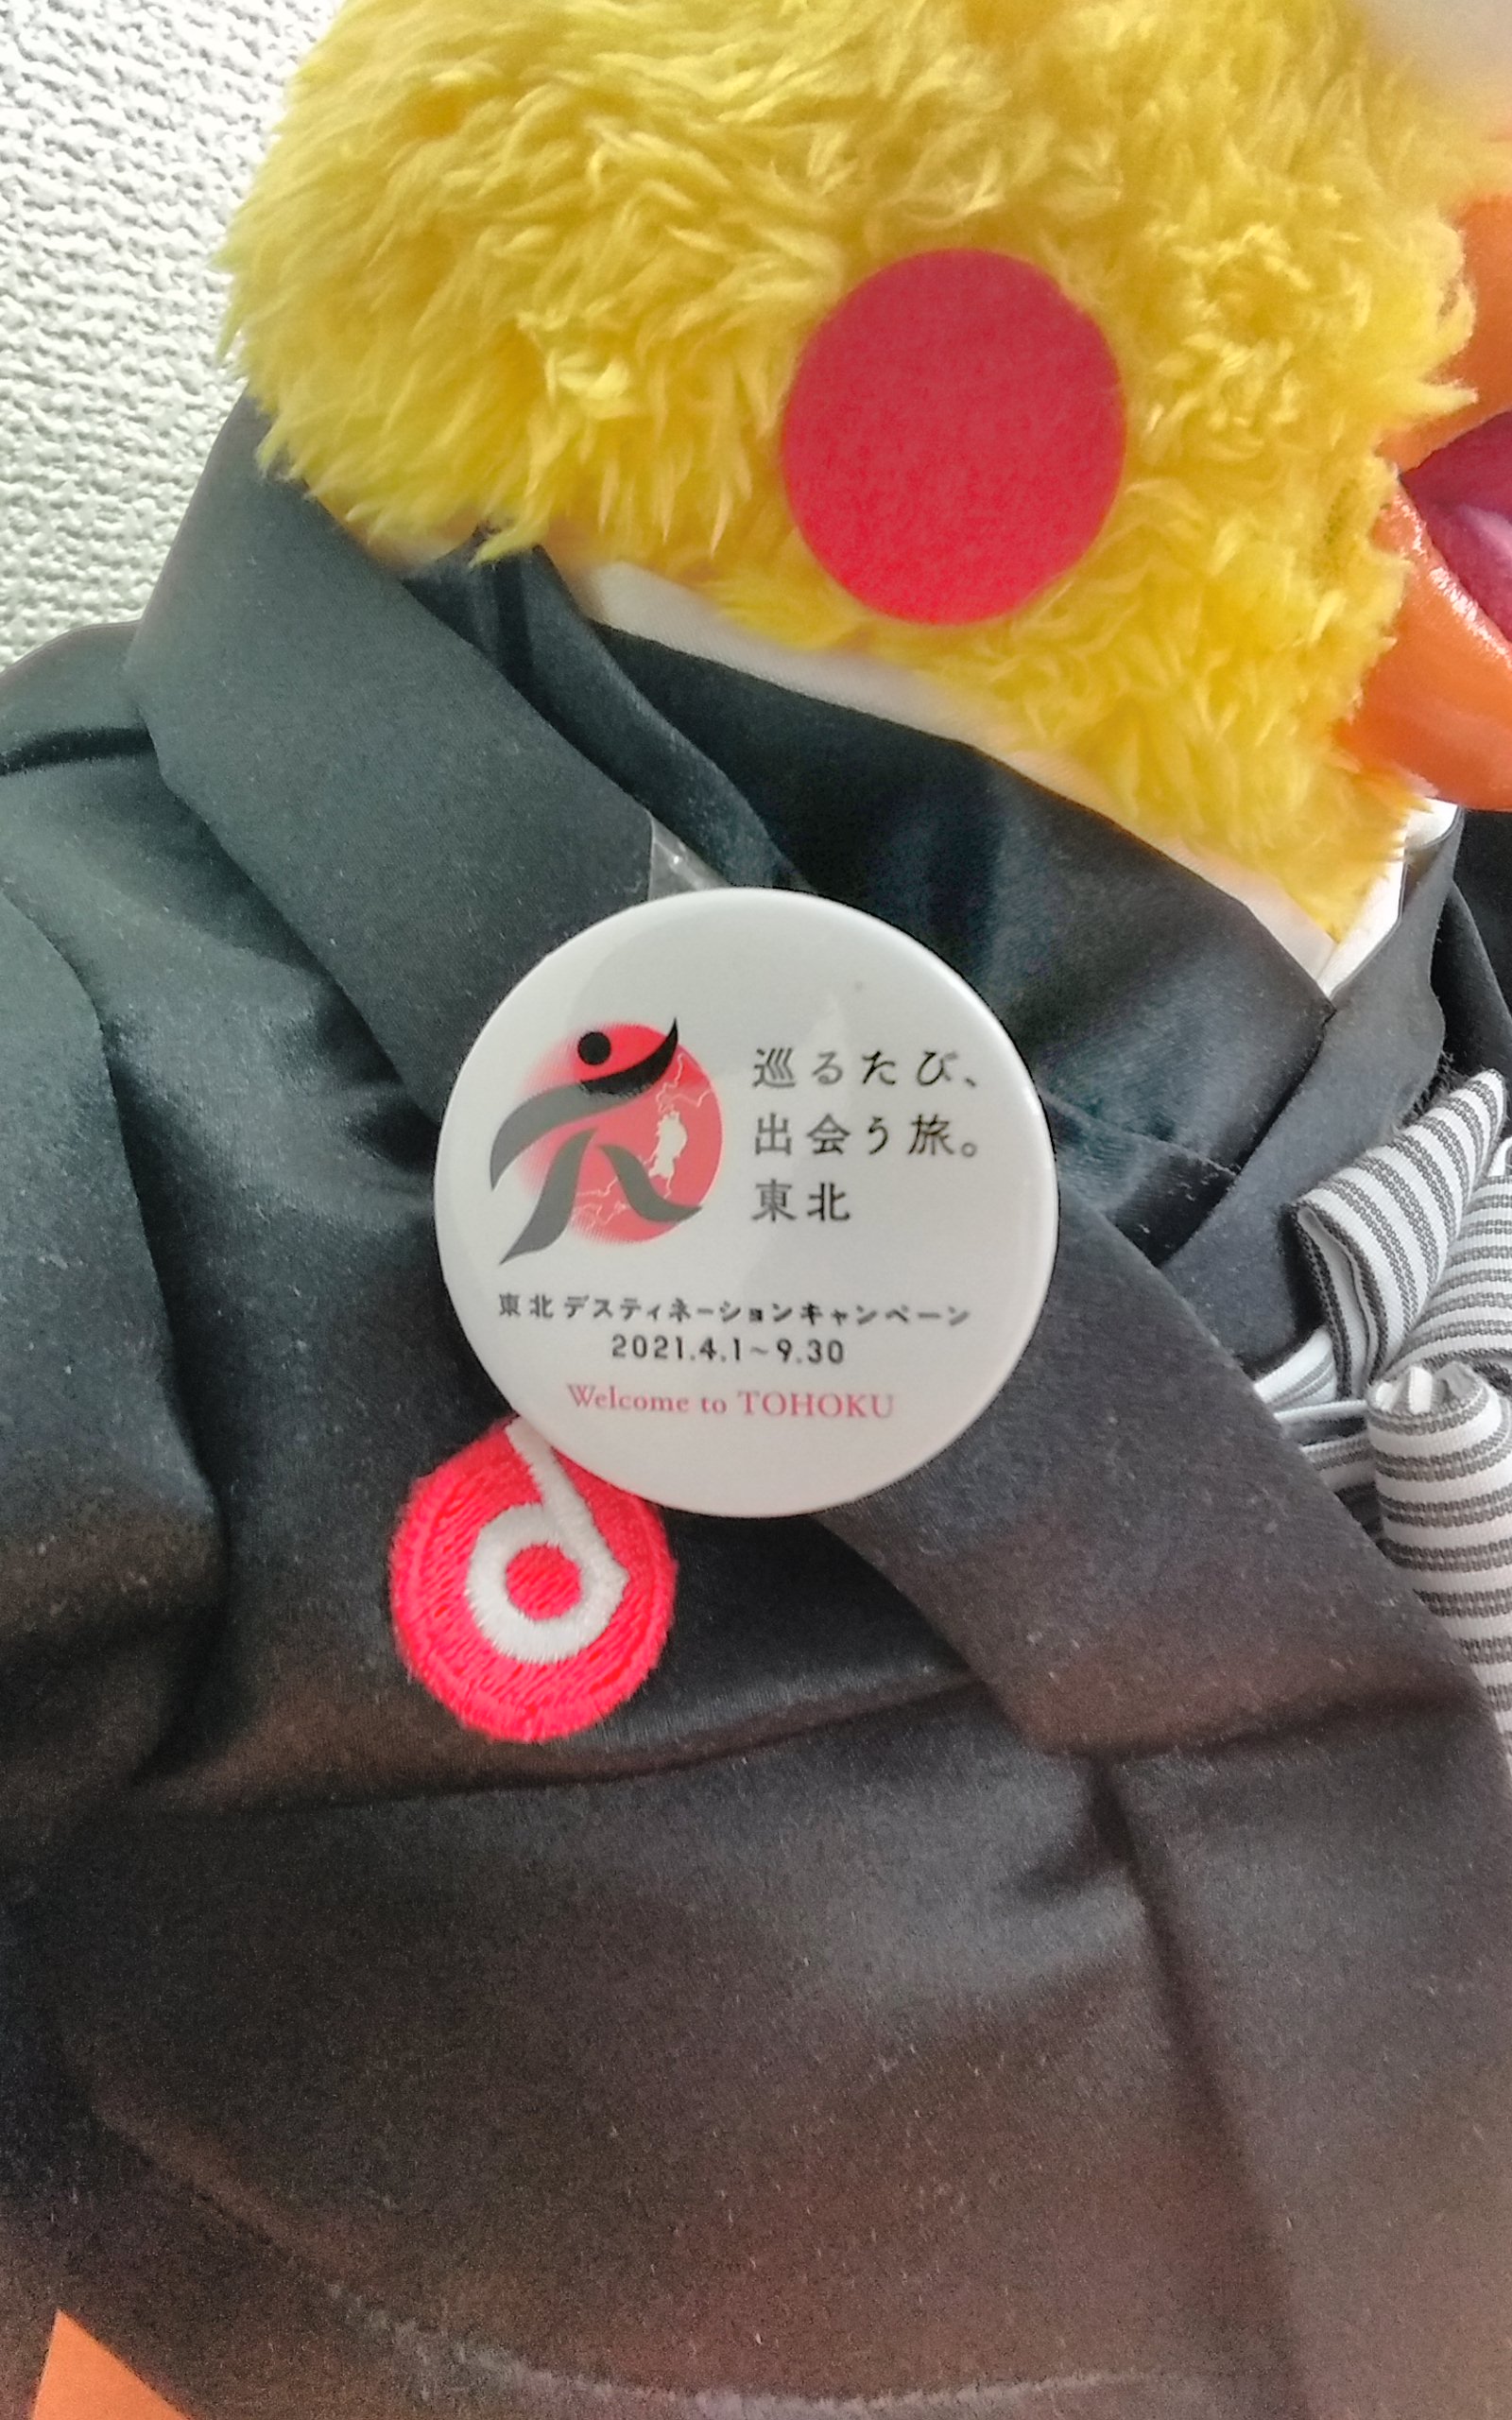 巡るたび、
出会う旅。
東北
東北デスティネーションキャンペーン
2021.4.1~9.30
Welcome to TOHOKU
d